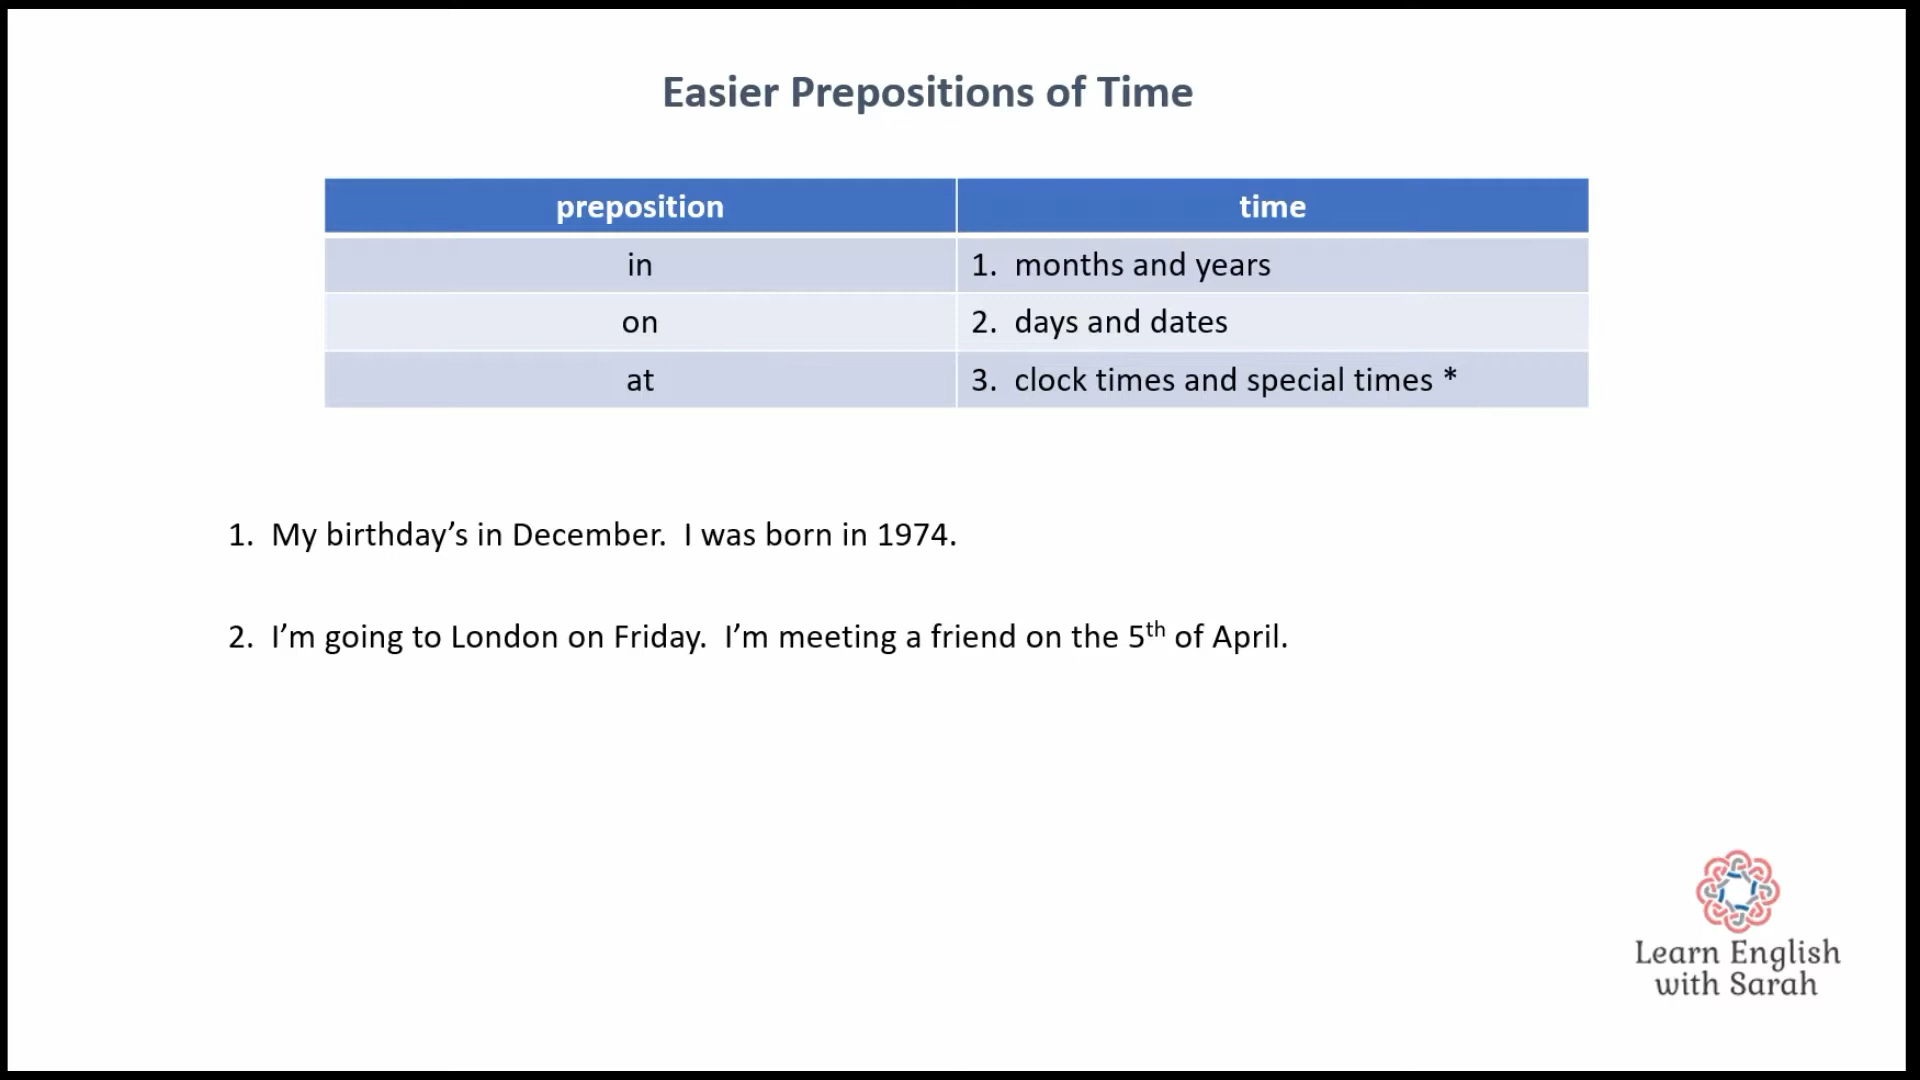 Easier Prepositions of Time
preposition time
in 1. months and years
on 2. days and dates
at 3. clock times and special times *
1. My birthday’s in December. I was born in 1974.
2. I’m going to London on Friday. I’m meeting a friend on the 5th of April.
Learn English
with Sarah